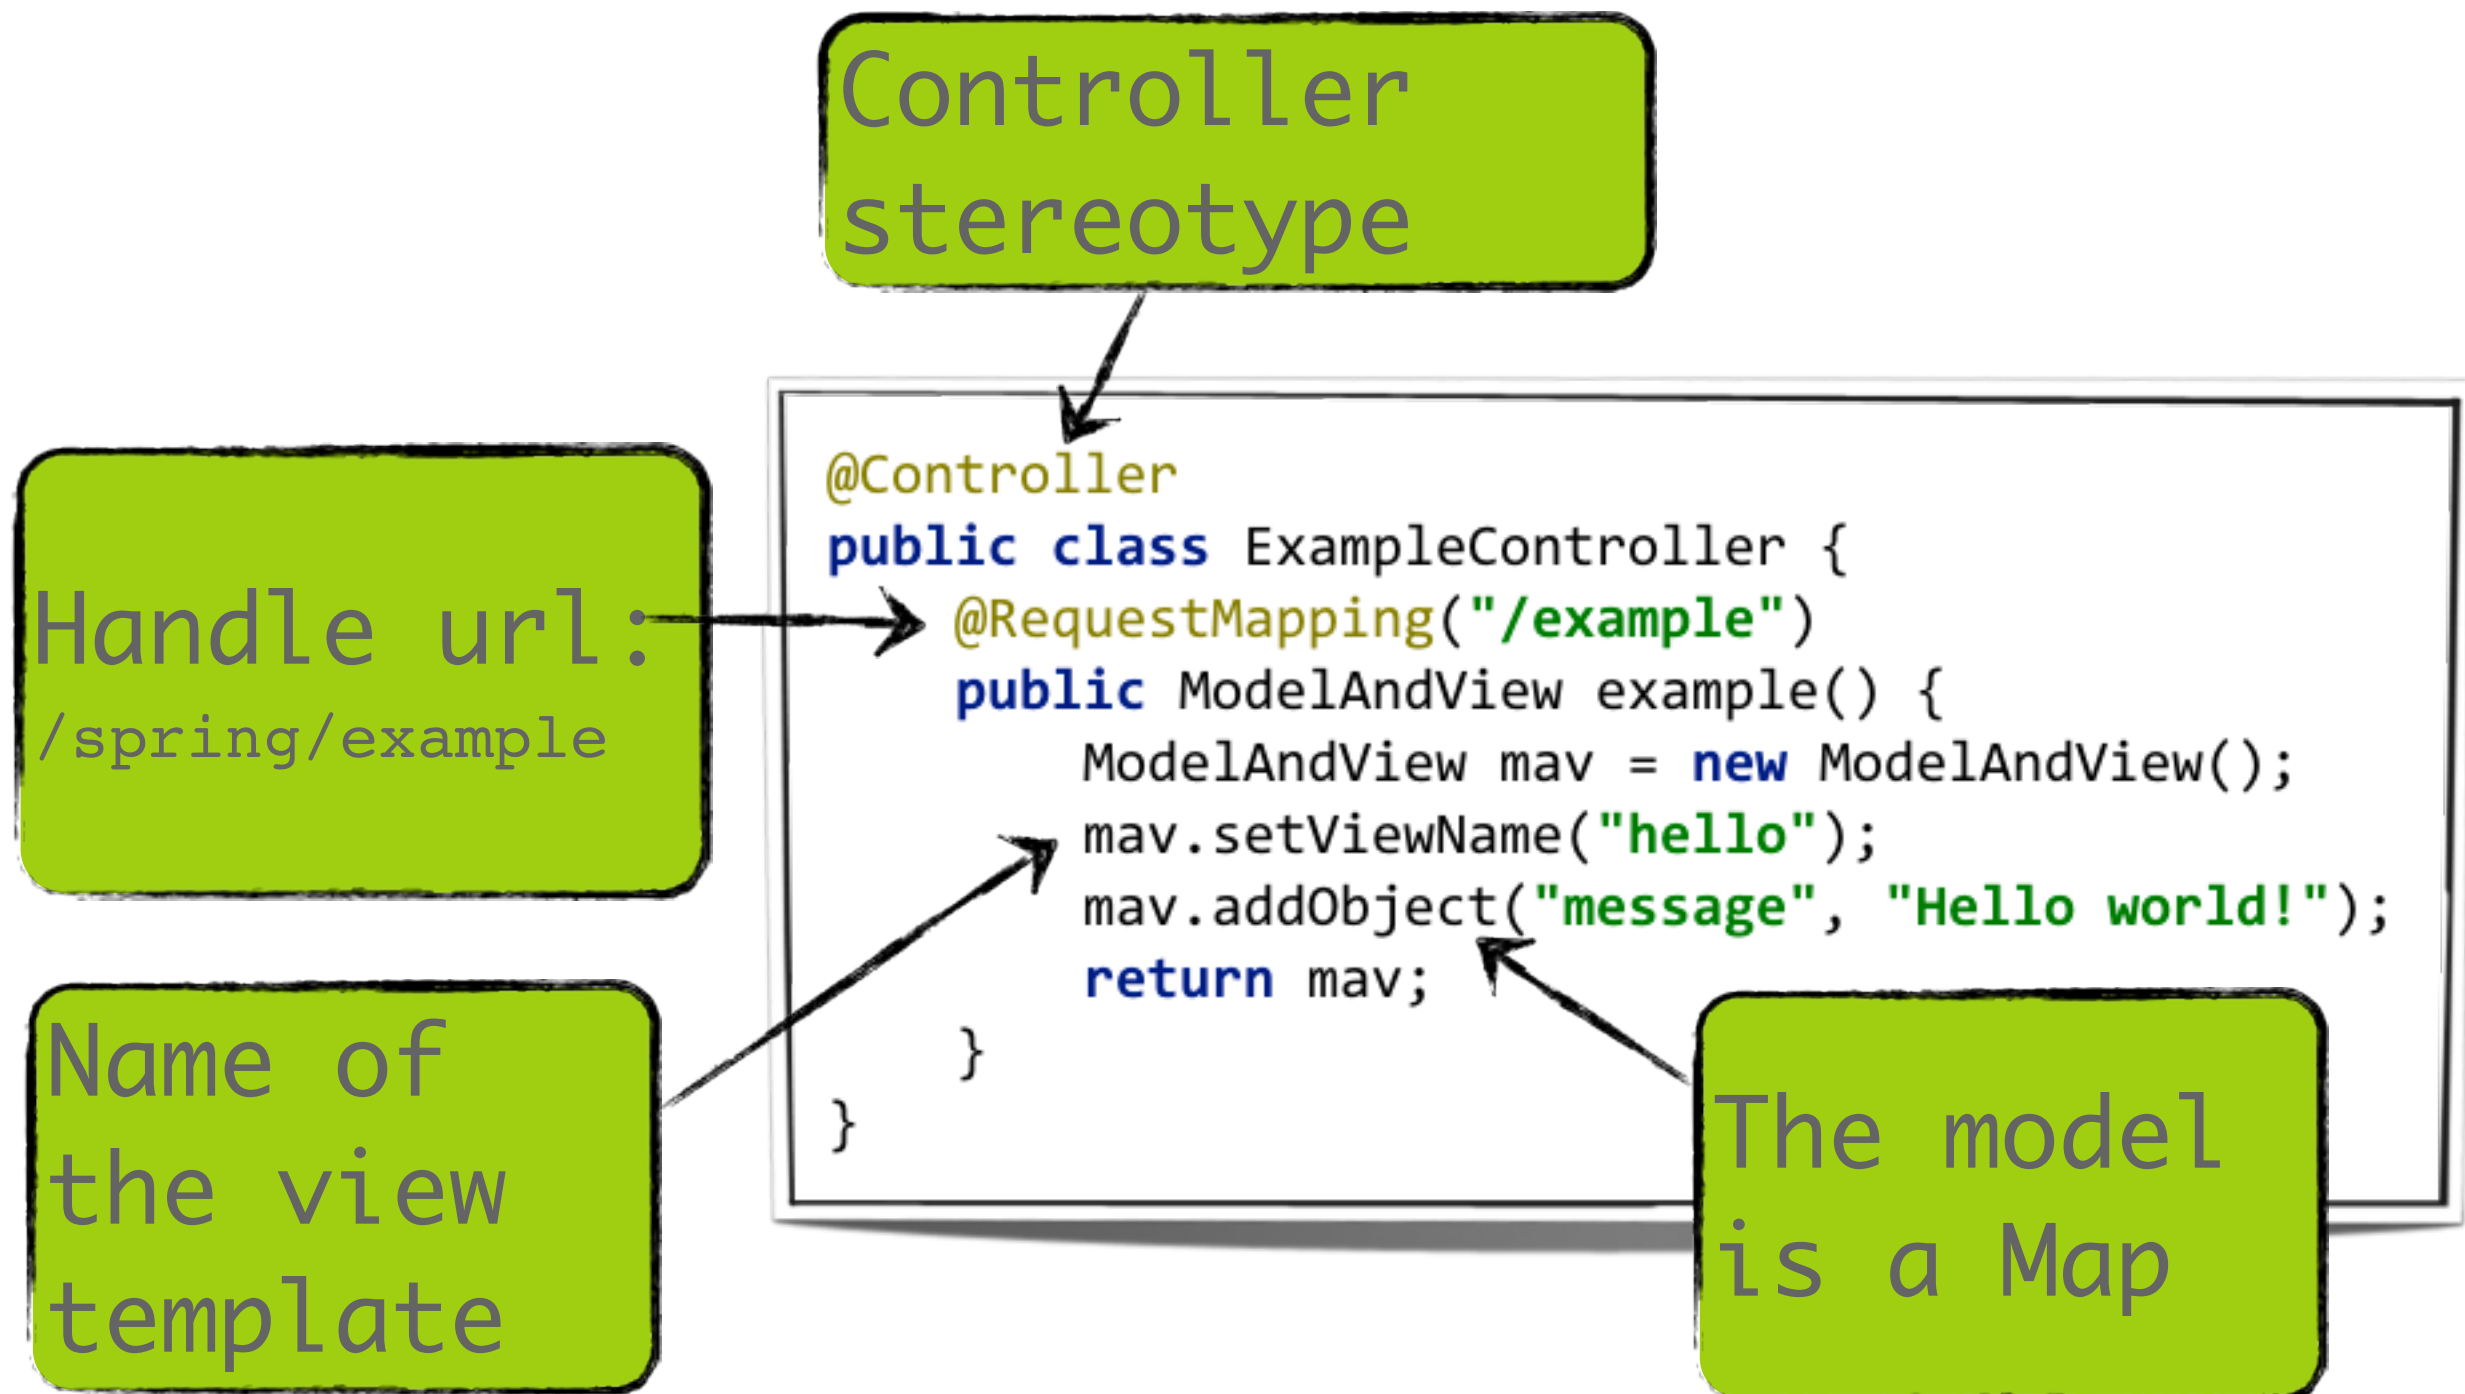 Controller
stereotype
Handle url:
/spring/example
Name of
the view
template
@Controller
public class ExampleController {
@RequestMapping("/example")
public ModelAndView example() {
ModelAndView mav = new ModelAndView();
mav.setViewName("hello");
mav.addObject("message", "Hello world!");
return mav;
}
}
The model
is a Map